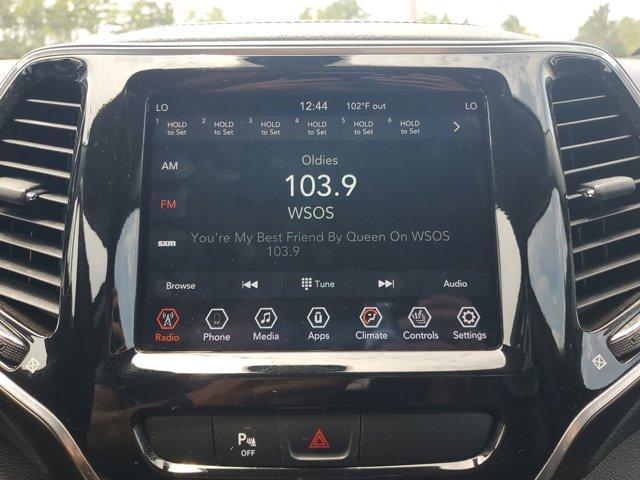 LO 12:44 102°F out LO
1 HOLD to Set 2 HOLD to Set 3 HOLD to Set 4 HOLD to Set 5 HOLD to Set 6 HOLD to Set
Oldies
AM
103.9
FM
WSOS
sxm
You're My Best Friend By Queen On WSOS
103.9
Browse Tune Audio
Radio Phone Media Apps Climate Controls Settings
P
OFF